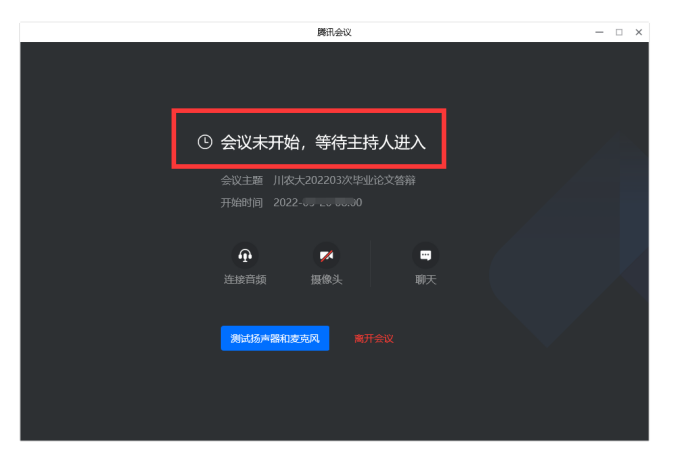 腾讯会议
会议未开始，等待主持人进入
会议主题 川农大202203次毕业论文答辩
开始时间 2022-
连接音频 摄像头 聊天
测试扬声器和麦克风 离开会议